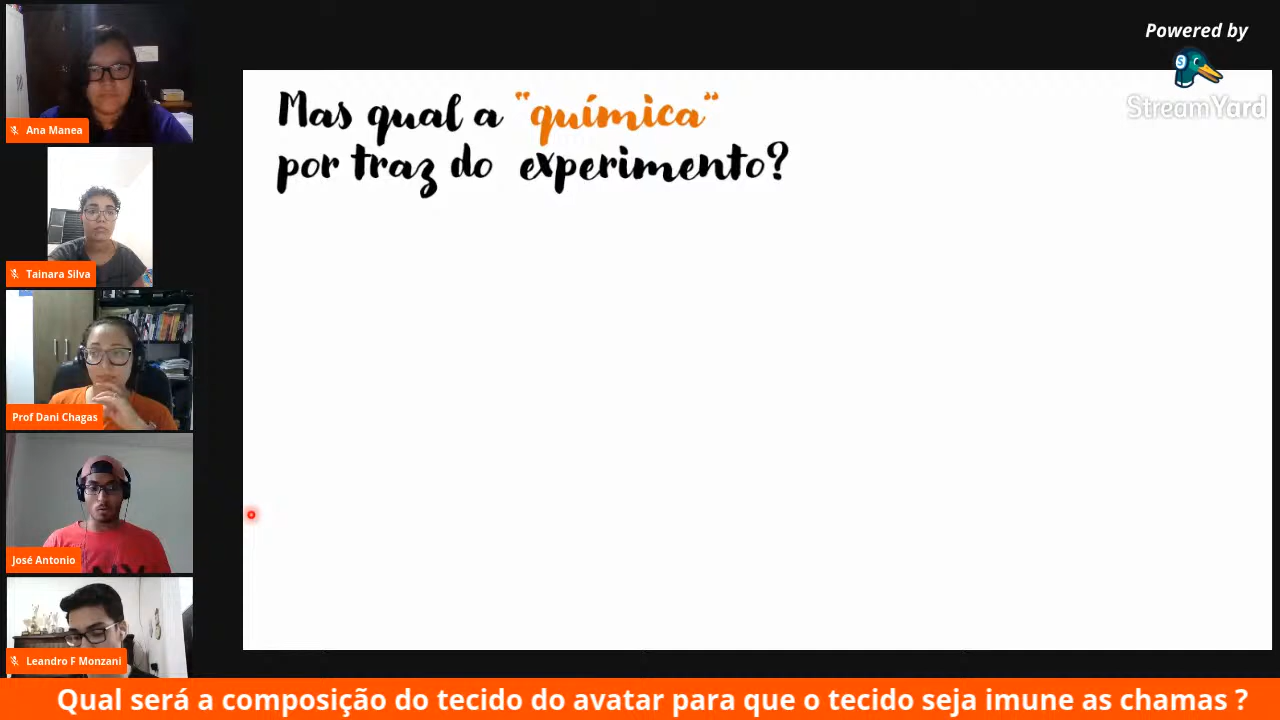 Powered by
StreamYard
Mas qual a "química"
por traz do experimento?
Ana Manea
Tainara Silva
Prof Dani Chagas
José Antonio
Leandro F Monzani
Qual será a composição do tecido do avatar para que o tecido seja imune as chamas ?